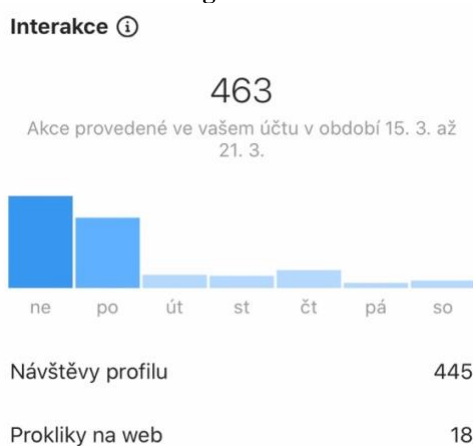 Interakce
463
Akce provedené ve vašem účtu v období 15. 3. až
21. 3.
ne po út st čt pá so
Návštěvy profilu 445
Prokliky na web 18